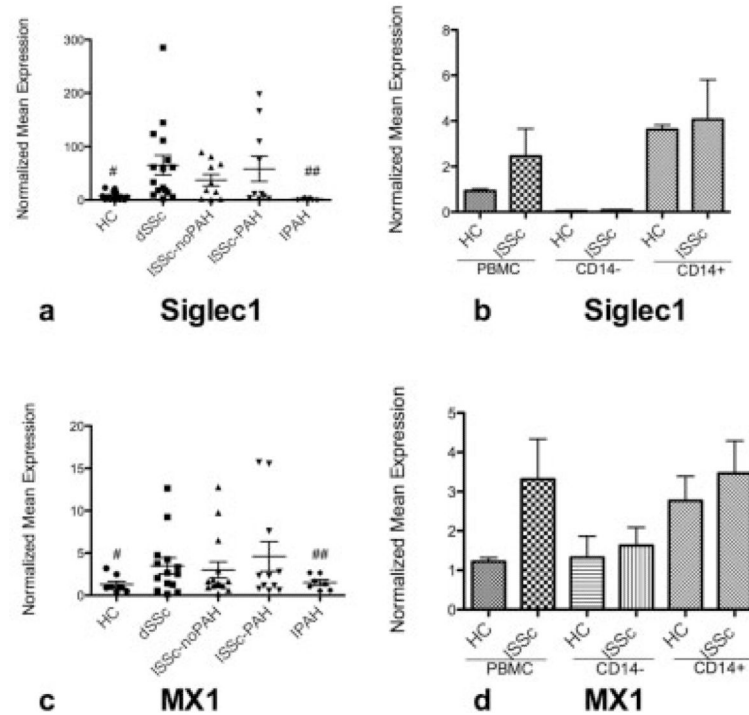 Normalized Mean Expression
300
200
100
0
#
##
HC
dSSc
lSSc-noPAH
lSSc-PAH
IPAH
a Siglec1
Normalized Mean Expression
8
6
4
2
0
HC
lSSc
HC
lSSc
HC
lSSc
PBMC
CD14-
CD14+
b Siglec1
Normalized Mean Expression
20
15
10
5
0
#
##
HC
dSSc
lSSc-noPAH
lSSc-PAH
IPAH
c MX1
Normalized Mean Expression
5
4
3
2
1
0
HC
lSSc
HC
lSSc
HC
lSSc
PBMC
CD14-
CD14+
d MX1